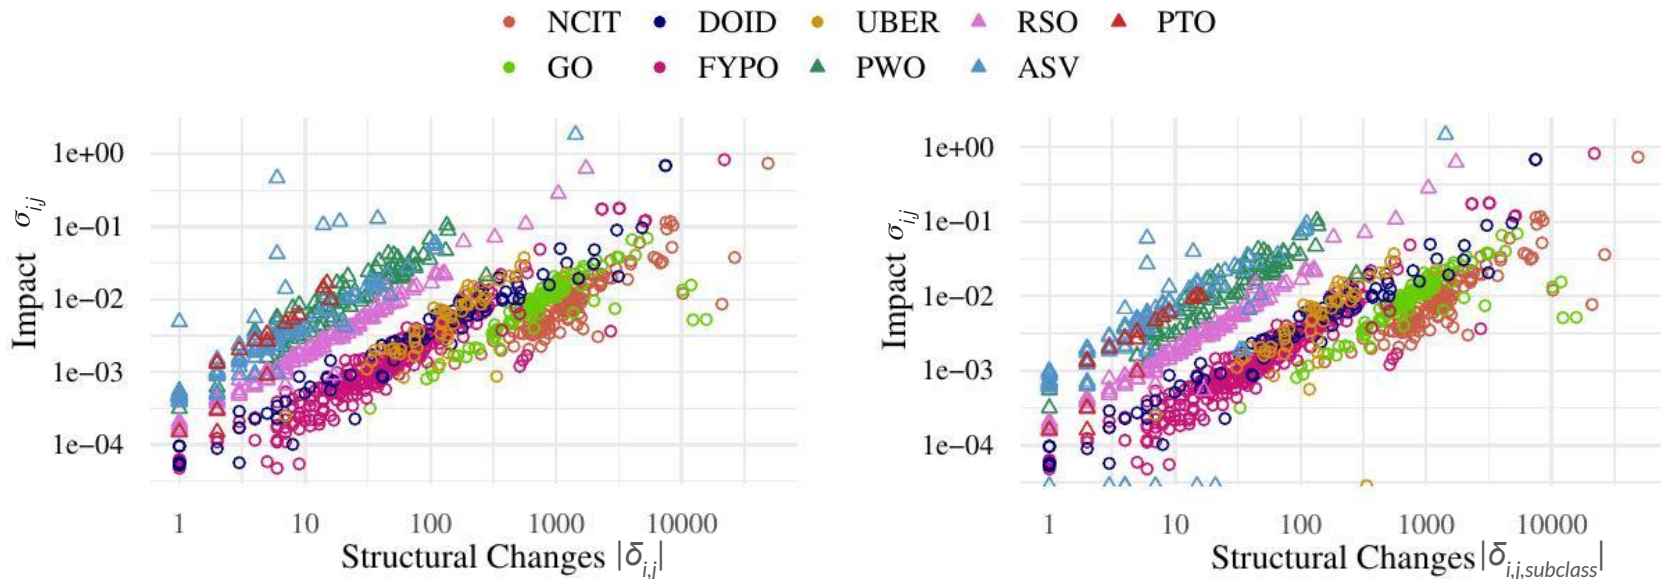 NCIT DOID UBER RSO PTO
GO FYPO PWO ASV
1e+00
1e−01
1e−02
1e−03
1e−04
Impact σij
1 10 100 1000 10000
Structural Changes |δi,j|
1e+00
1e−01
1e−02
1e−03
1e−04
Impact σij
1 10 100 1000 10000
Structural Changes |δi,j,subclass|